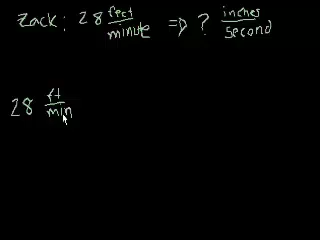 Zack: 28 feet/minute ⇒ ? inches/second
28 ft/min